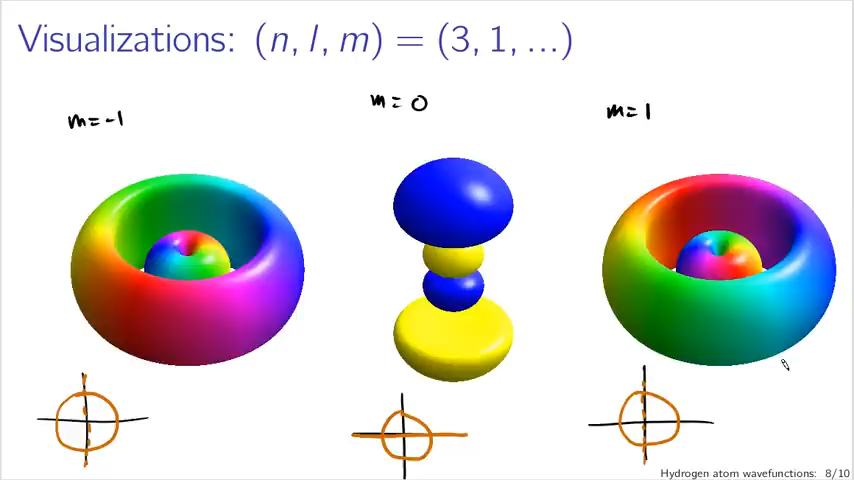 Visualizations: (n, l, m) = (3, 1, ...)
m = -1
m = 0
m = 1
Hydrogen atom wavefunctions: 8/10